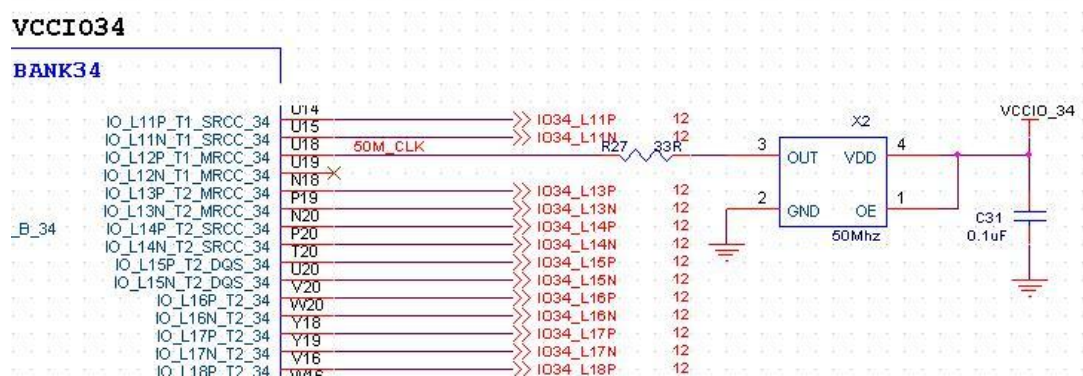 VCCIO34
BANK34
VCCIO_34
IO_L11P_T1_SRCC_34 U14 IO34_L11P 12
IO_L11N_T1_SRCC_34 U15 IO34_L11N 12
IO_L12P_T1_MRCC_34 U18 50M_CLK R27 33R
IO_L12N_T1_MRCC_34 U19
IO_L13P_T2_MRCC_34 N18 IO34_L13P 12
IO_L13N_T2_MRCC_34 P19 IO34_L13N 12
IO_L14P_T2_SRCC_34 N20 IO34_L14P 12
_B_34 IO_L14N_T2_SRCC_34 P20 IO34_L14N 12
IO_L15P_T2_DQS_34 T20 IO34_L15P 12
IO_L15N_T2_DQS_34 U20 IO34_L15N 12
IO_L16P_T2_34 V20 IO34_L16P 12
IO_L16N_T2_34 W20 IO34_L16N 12
IO_L17P_T2_34 Y18 IO34_L17P 12
IO_L17N_T2_34 Y19 IO34_L17N 12
IO_L18P_T2_34 V16 IO34_L18P 12
W16
X2
3 OUT VDD 4
2 GND OE 1
50Mhz
C31
0.1uF